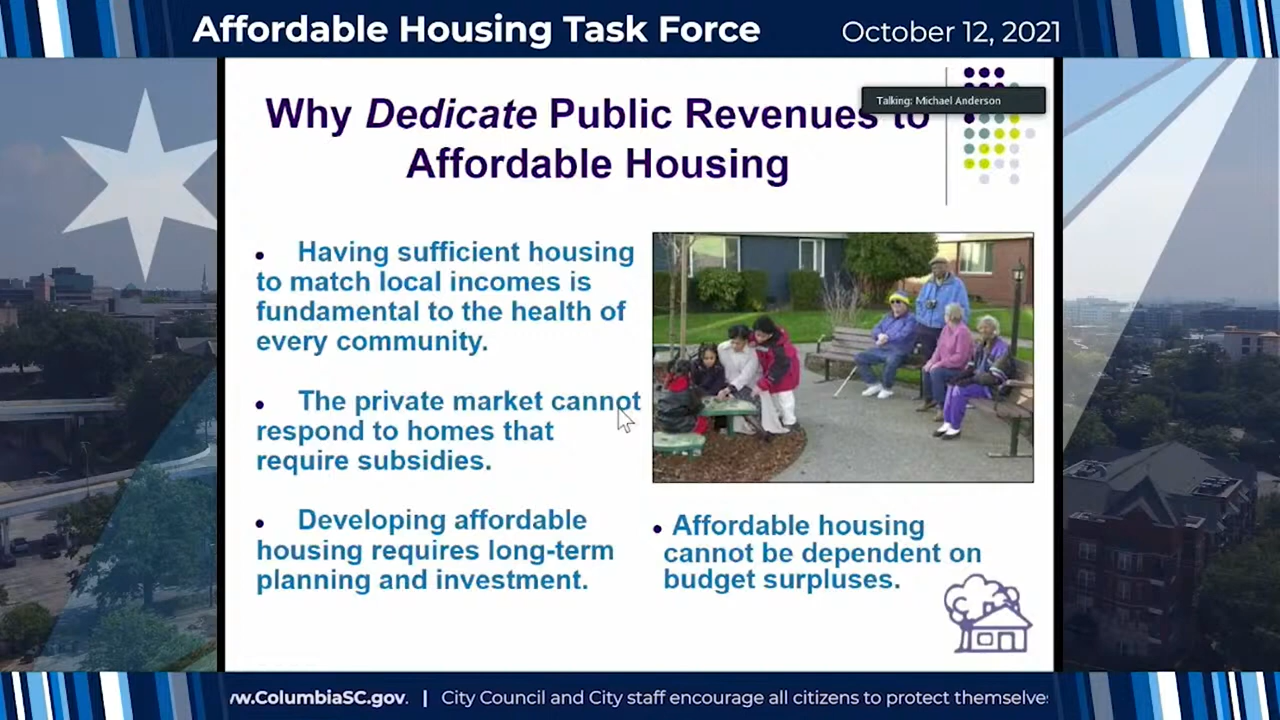 Affordable Housing Task Force
October 12, 2021
Talking: Michael Anderson
Why Dedicate Public Revenues to
Affordable Housing
• Having sufficient housing
to match local incomes is
fundamental to the health of
every community.
• The private market cannot
respond to homes that
require subsidies.
• Developing affordable
housing requires long-term
planning and investment.
• Affordable housing
cannot be dependent on
budget surpluses.
ww.ColumbiaSC.gov. | City Council and City staff encourage all citizens to protect themselve